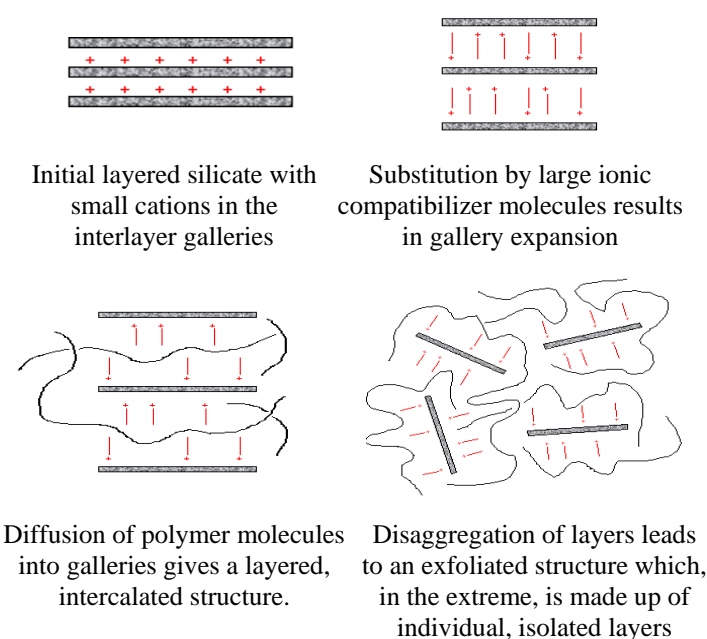 Initial layered silicate with
small cations in the
interlayer galleries
Substitution by large ionic
compatibilizer molecules results
in gallery expansion
Diffusion of polymer molecules
into galleries gives a layered,
intercalated structure.
Disaggregation of layers leads
to an exfoliated structure which,
in the extreme, is made up of
individual, isolated layers